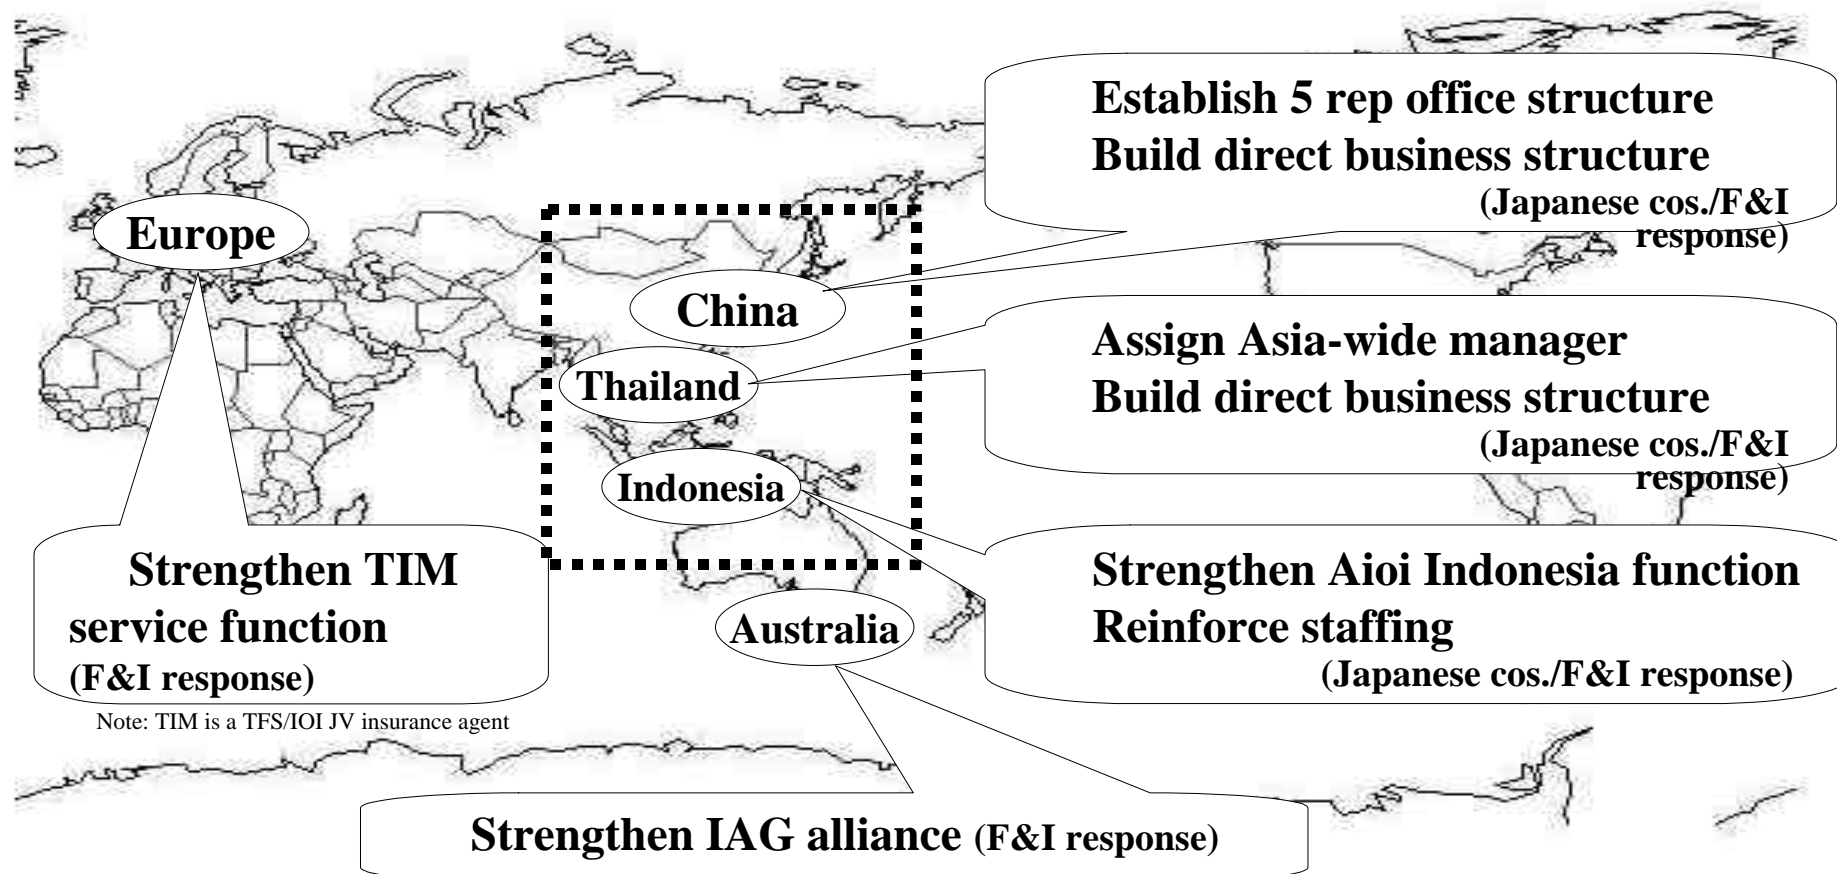 Establish 5 rep office structure
Build direct business structure
(Japanese cos./F&I
response)
Europe
China
Assign Asia-wide manager
Build direct business structure
(Japanese cos./F&I
response)
Thailand
Indonesia
Strengthen Aioi Indonesia function
Reinforce staffing
(Japanese cos./F&I response)
Strengthen TIM
service function
(F&I response)
Note: TIM is a TFS/IOI JV insurance agent
Australia
Strengthen IAG alliance (F&I response)